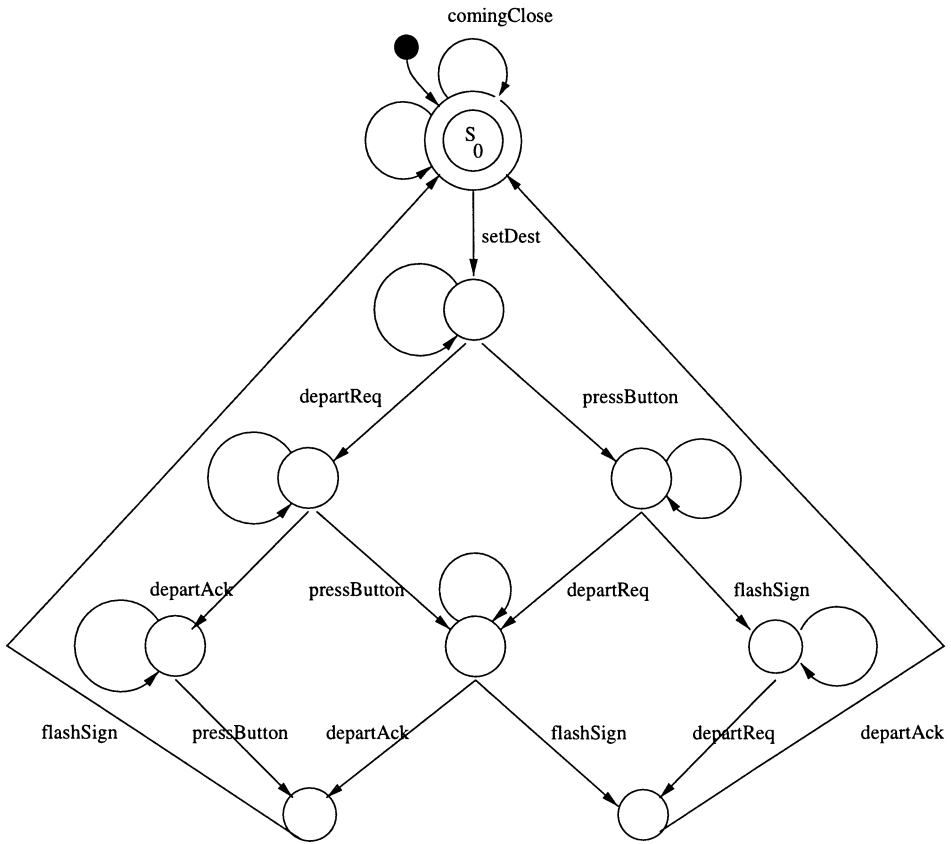 comingClose
S
0
setDest
departReq
pressButton
departAck
pressButton
departReq
flashSign
flashSign
pressButton
departAck
flashSign
departReq
departAck